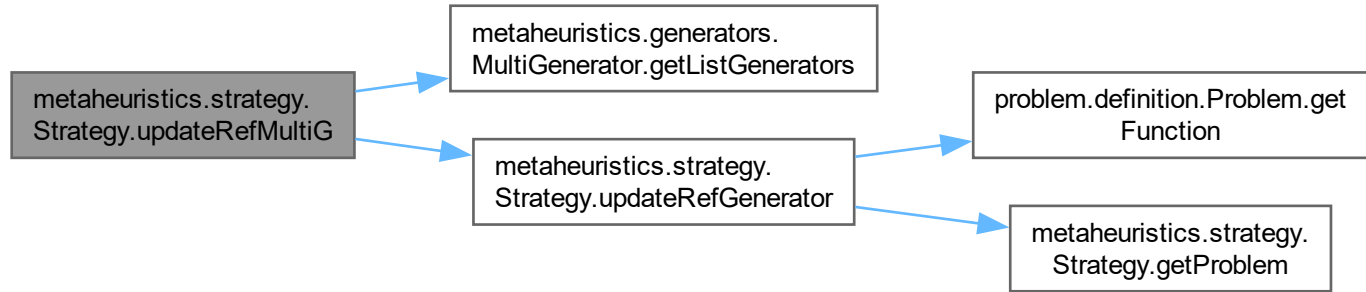 metaheuristics.strategy.
Strategy.updateRefMultiG
metaheuristics.generators.
MultiGenerator.getListGenerators
metaheuristics.strategy.
Strategy.updateRefGenerator
problem.definition.Problem.get
Function
metaheuristics.strategy.
Strategy.getProblem